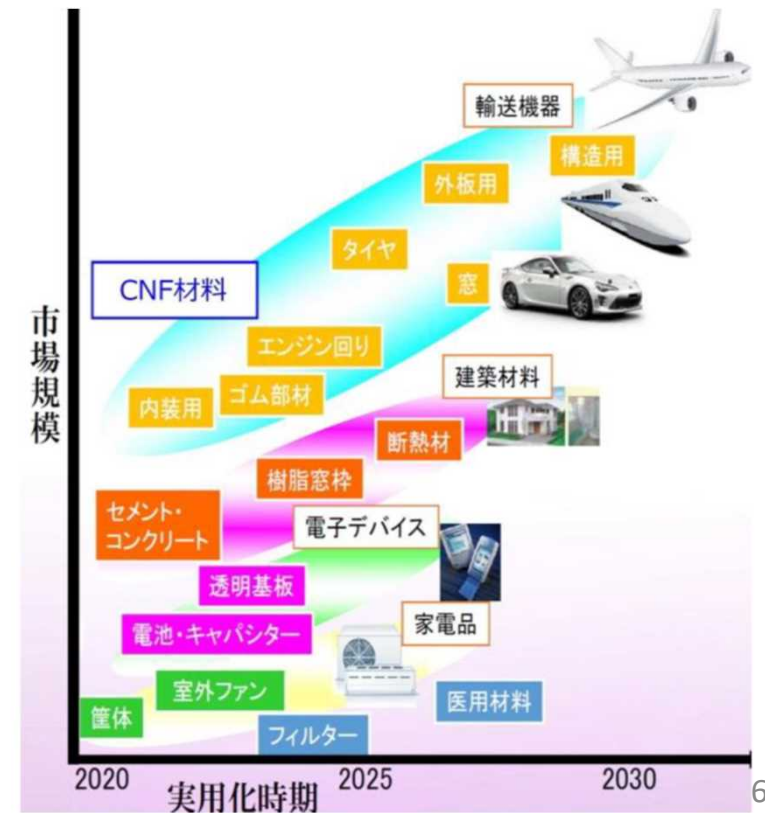 輸送機器
構造用
外板用
タイヤ
窓
CNF材料
エンジン回り
市場規模
建築材料
ゴム部材
内装用
断熱材
樹脂窓枠
セメント・
コンクリート
電子デバイス
透明基板
家電品
電池・キャパシター
室外ファン
医用材料
筐体
フィルター
2020
2025
2030
実用化時期
6